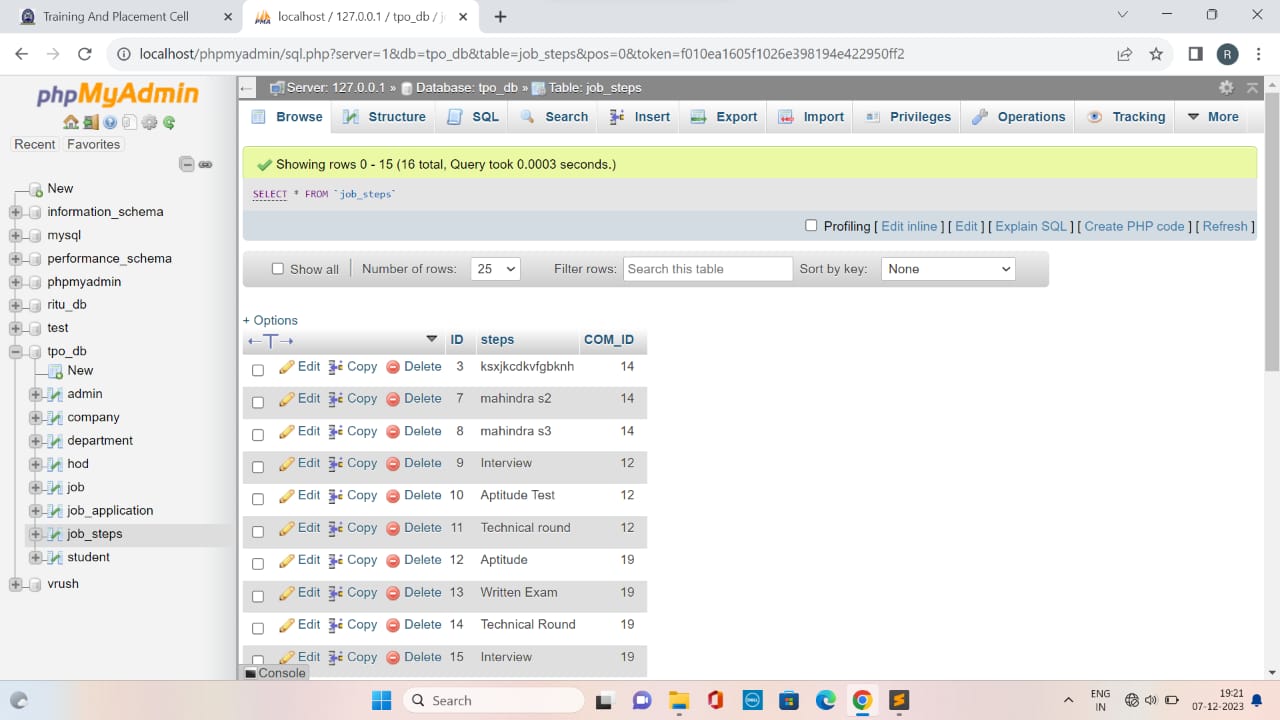 Training And Placement Cell
localhost / 127.0.0.1 / tpo_db / j
localhost/phpmyadmin/sql.php?server=1&db=tpo_db&table=job_steps&pos=0&token=f010ea1605f1026e398194e422950ff2
R
phpMyAdmin
Recent Favorites
New
information_schema
mysql
performance_schema
phpmyadmin
ritu_db
test
tpo_db
New
admin
company
department
hod
job
job_application
job_steps
student
vrush
Server: 127.0.0.1 » Database: tpo_db » Table: job_steps
Browse Structure SQL Search Insert Export Import Privileges Operations Tracking More
Showing rows 0 - 15 (16 total, Query took 0.0003 seconds.)
SELECT * FROM `job_steps`
Profiling [ Edit inline ] [ Edit ] [ Explain SQL ] [ Create PHP code ] [ Refresh ]
Show all Number of rows: 25 Filter rows: Search this table Sort by key: None
+ Options
ID steps COM_ID
Edit Copy Delete 3 ksxjkcdkvfgbknh 14
Edit Copy Delete 7 mahindra s2 14
Edit Copy Delete 8 mahindra s3 14
Edit Copy Delete 9 Interview 12
Edit Copy Delete 10 Aptitude Test 12
Edit Copy Delete 11 Technical round 12
Edit Copy Delete 12 Aptitude 19
Edit Copy Delete 13 Written Exam 19
Edit Copy Delete 14 Technical Round 19
Edit Copy Delete 15 Interview 19
Console
Search
ENG
IN
19:21
07-12-2023